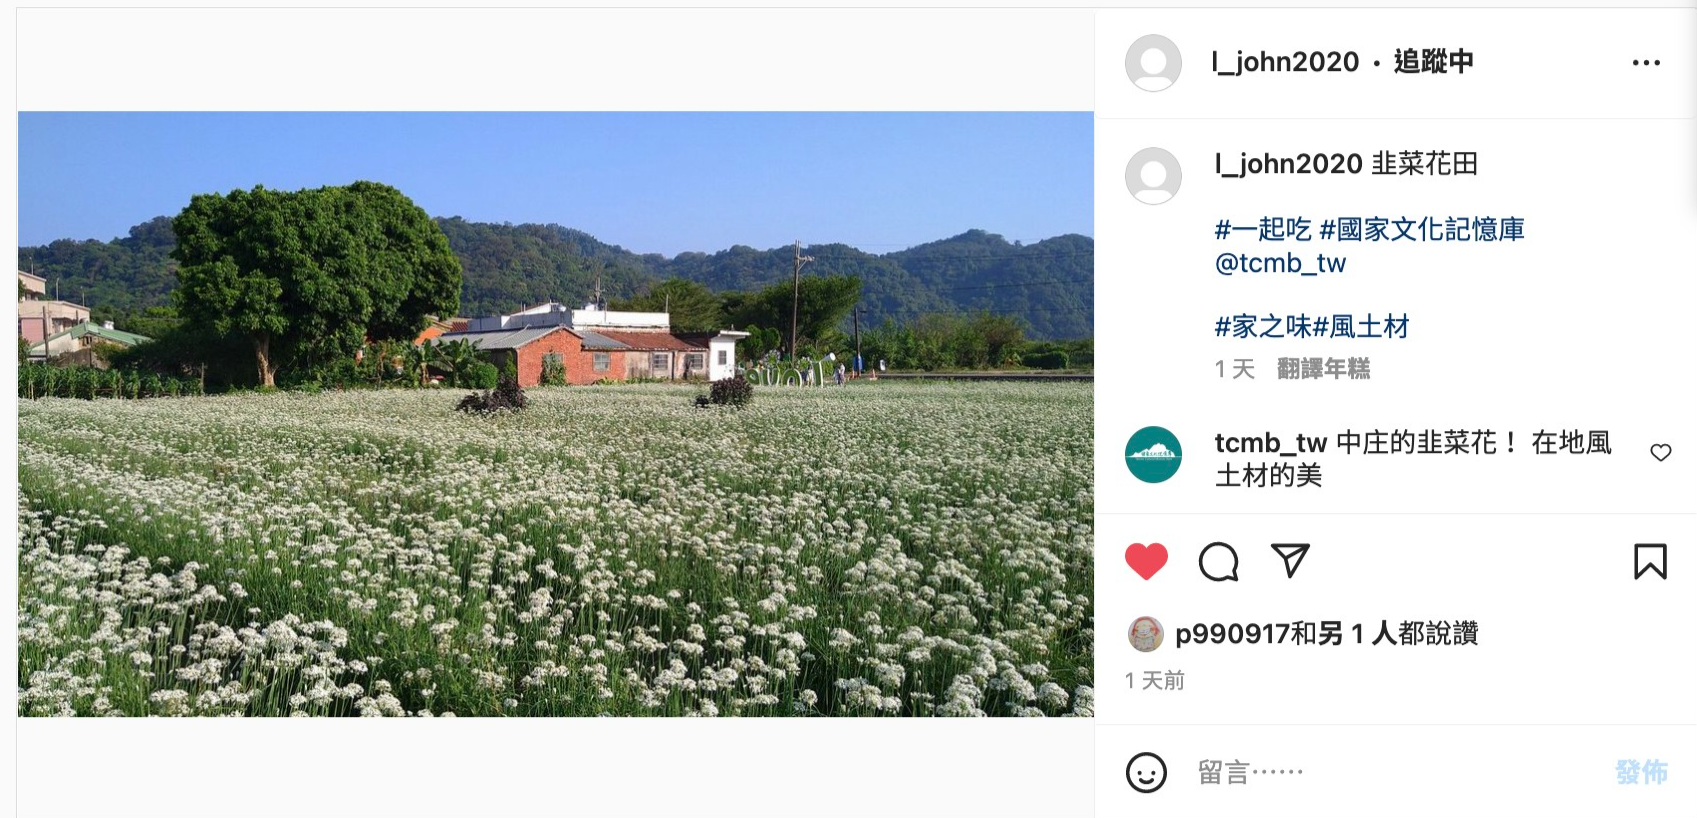 l_john2020 • 追蹤中
l_john2020 韭菜花田
#一起吃 #國家文化記憶庫
@tcmb_tw
#家之味#風土材
1 天 翻譯年糕
tcmb_tw 中庄的韭菜花！ 在地風
土材的美
p990917和另 1 人都說讚
1 天前
留言⋯⋯
發佈